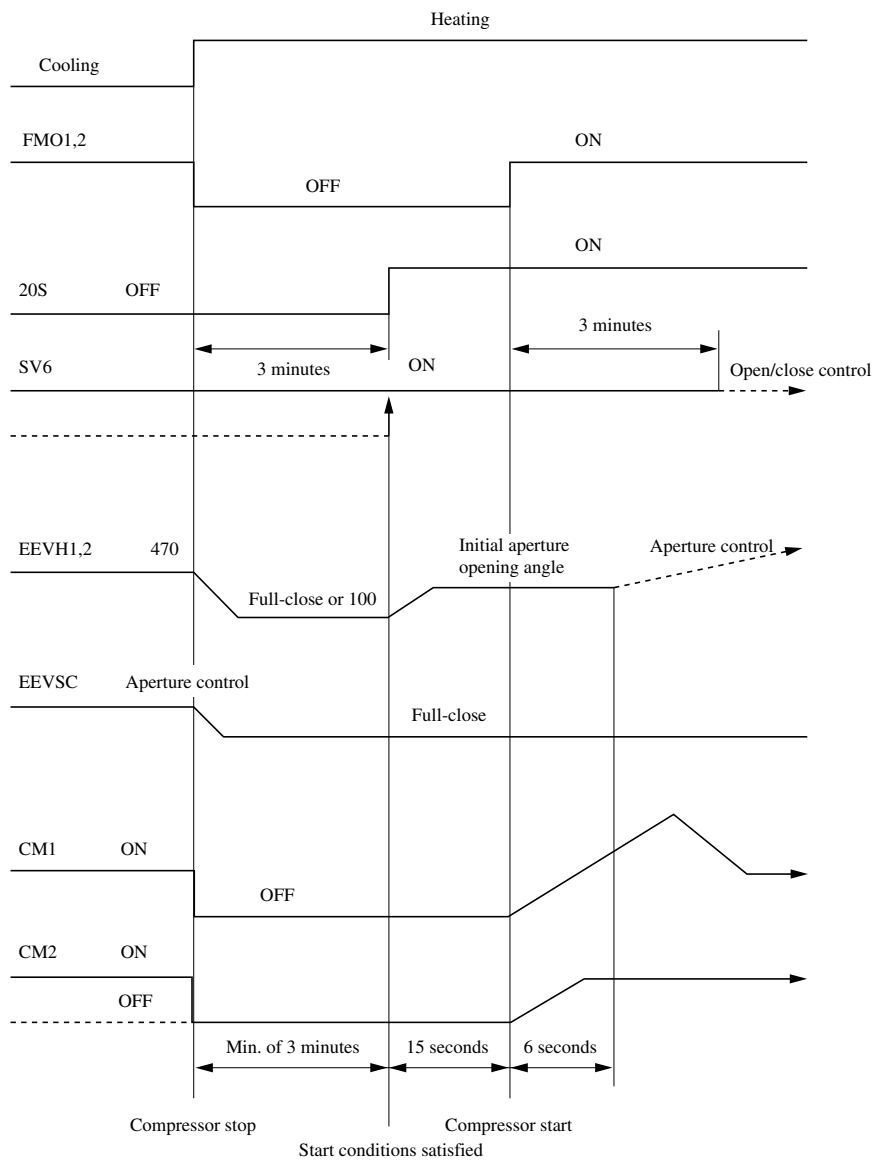 Heating
Cooling
FMO1,2
ON
OFF
ON
20S
OFF
3 minutes
SV6
3 minutes
ON
Open/close control
EEVH1,2
470
Initial aperture
opening angle
Aperture control
Full-close or 100
EEVSC
Aperture control
Full-close
CM1
ON
OFF
CM2
ON
OFF
Min. of 3 minutes
15 seconds
6 seconds
Compressor stop
Compressor start
Start conditions satisfied